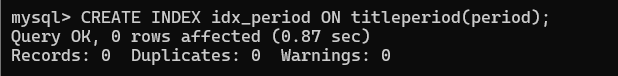 mysql> CREATE INDEX idx_period ON titleperiod(period);
Query OK, 0 rows affected (0.87 sec)
Records: 0  Duplicates: 0  Warnings: 0